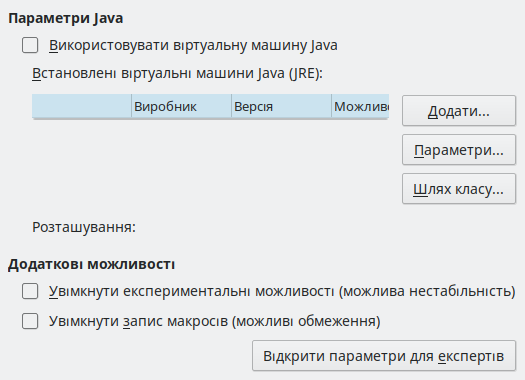 Параметри Java
Використовувати віртуальну машину Java
Встановлені віртуальні машини Java (JRE):
Виробник Версія Можливо
Додати...
Параметри...
Шлях класу...
Розташування:
Додаткові можливості
Увімкнути експериментальні можливості (можлива нестабільність)
Увімкнути запис макросів (можливі обмеження)
Відкрити параметри для експертів